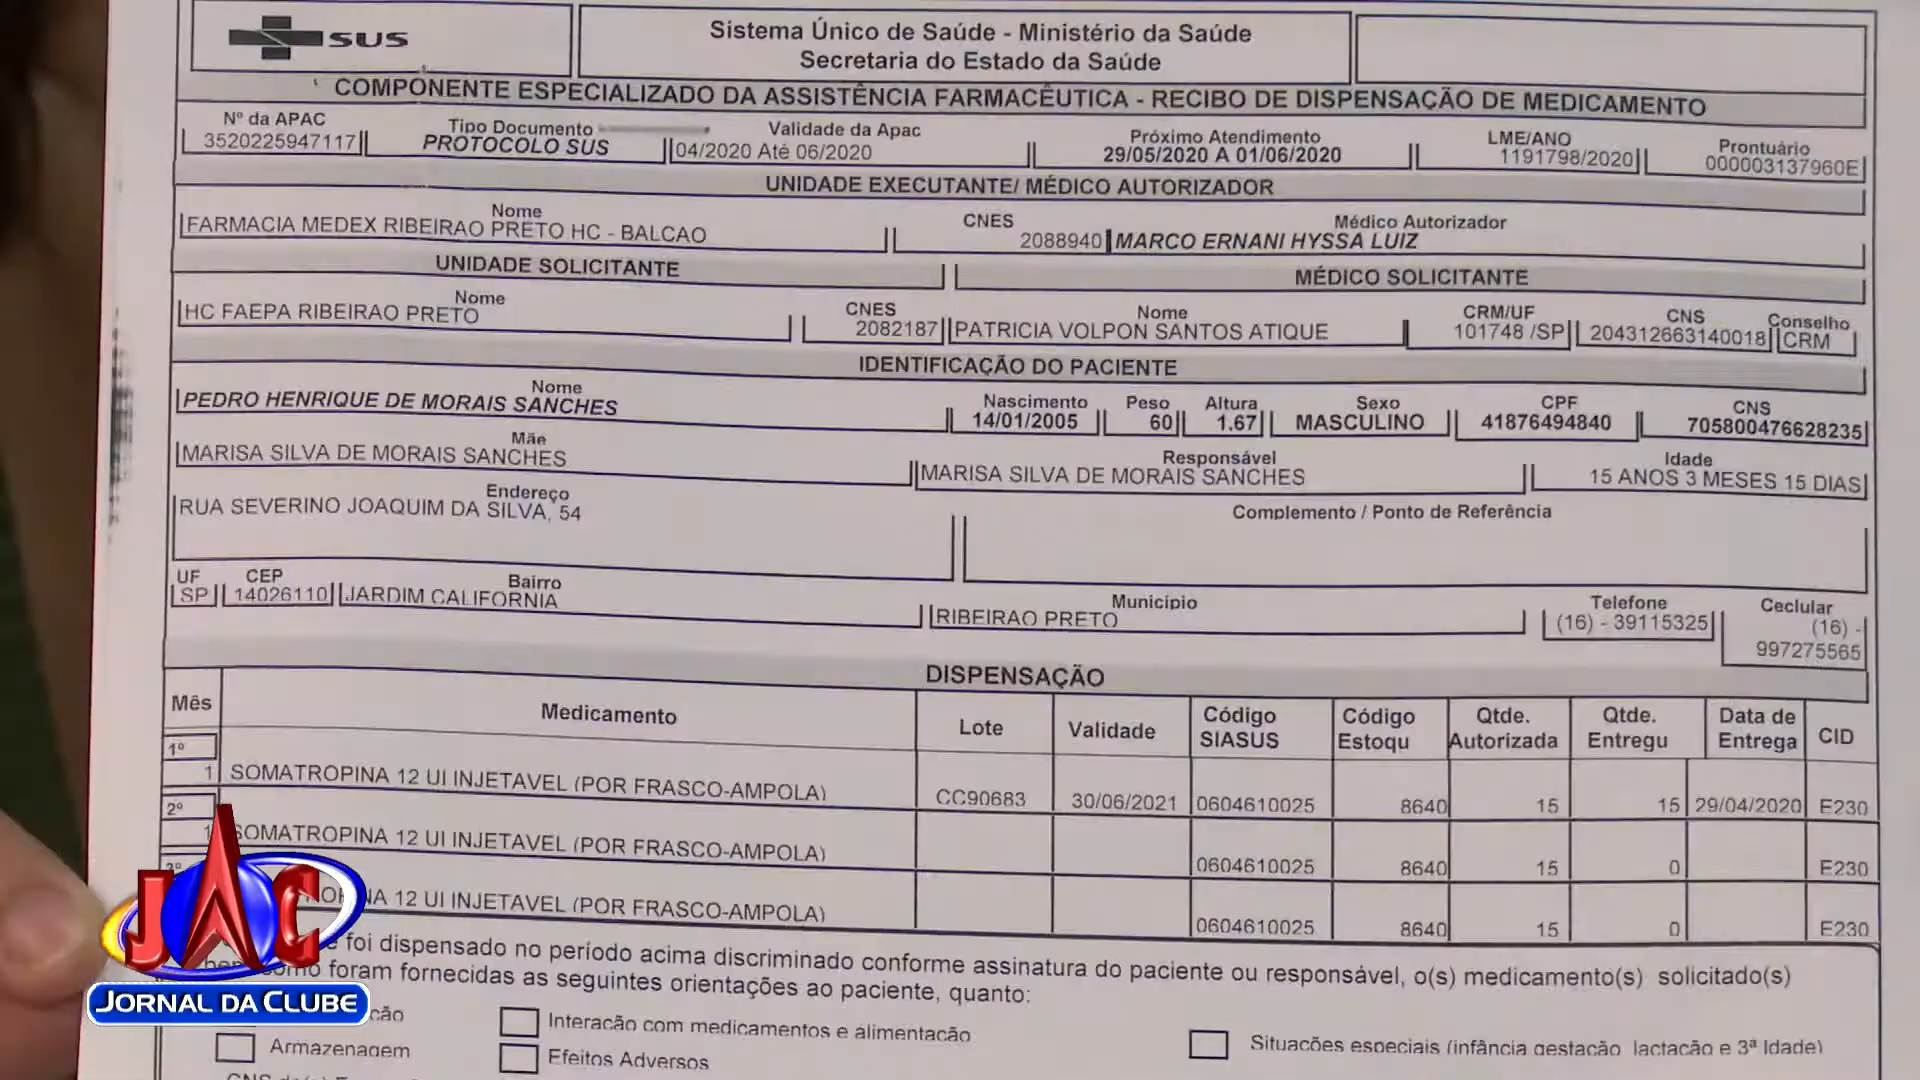 SUS
Sistema Único de Saúde - Ministério da Saúde
Secretaria do Estado da Saúde
COMPONENTE ESPECIALIZADO DA ASSISTÊNCIA FARMACÊUTICA - RECIBO DE DISPENSAÇÃO DE MEDICAMENTO
Nº da APAC Tipo Documento Validade da Apac Próximo Atendimento LME/ANO Prontuário
3520225947117 PROTOCOLO SUS 04/2020 Até 06/2020 29/05/2020 A 01/06/2020 1191798/2020 000003137960E
UNIDADE EXECUTANTE/ MÉDICO AUTORIZADOR
Nome CNES Médico Autorizador
FARMACIA MEDEX RIBEIRAO PRETO HC - BALCAO 2088940 MARCO ERNANI HYSSA LUIZ
UNIDADE SOLICITANTE MÉDICO SOLICITANTE
Nome CNES Nome CRM/UF CNS Conselho
HC FAEPA RIBEIRAO PRETO 2082187 PATRICIA VOLPON SANTOS ATIQUE 101748 /SP 204312663140018 CRM
IDENTIFICAÇÃO DO PACIENTE
Nome Nascimento Peso Altura Sexo CPF CNS
PEDRO HENRIQUE DE MORAIS SANCHES 14/01/2005 60 1.67 MASCULINO 41876494840 705800476628235
Mãe Responsável Idade
MARISA SILVA DE MORAIS SANCHES MARISA SILVA DE MORAIS SANCHES 15 ANOS 3 MESES 15 DIAS
Endereço Complemento / Ponto de Referência
RUA SEVERINO JOAQUIM DA SILVA, 54
UF CEP Bairro Município Telefone Ceclular
SP 14026110 JARDIM CALIFORNIA RIBEIRAO PRETO (16) - 39115325 (16) -
997275565
DISPENSAÇÃO
Mês Medicamento Lote Validade Código SIASUS Código Estoqu Qtde. Autorizada Qtde. Entregu Data de Entrega CID
1º
1 SOMATROPINA 12 UI INJETAVEL (POR FRASCO-AMPOLA) CC90683 30/06/2021 0604610025 8640 15 15 29/04/2020 E230
2º
1 SOMATROPINA 12 UI INJETAVEL (POR FRASCO-AMPOLA) 0604610025 8640 15 0 E230
3º
12 UI INJETAVEL (POR FRASCO-AMPOLA) 0604610025 8640 15 0 E230
foi dispensado no período acima discriminado conforme assinatura do paciente ou responsável, o(s) medicamento(s) solicitado(s)
como foram fornecidas as seguintes orientações ao paciente, quanto:
Interação com medicamentos e alimentação
Situações especiais (infância gestação, lactação e 3ª Idade)
Armazenagem
Efeitos Adversos
JAC
JORNAL DA CLUBE